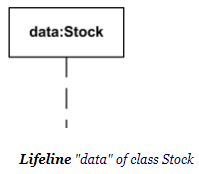 data:Stock
Lifeline "data" of class Stock